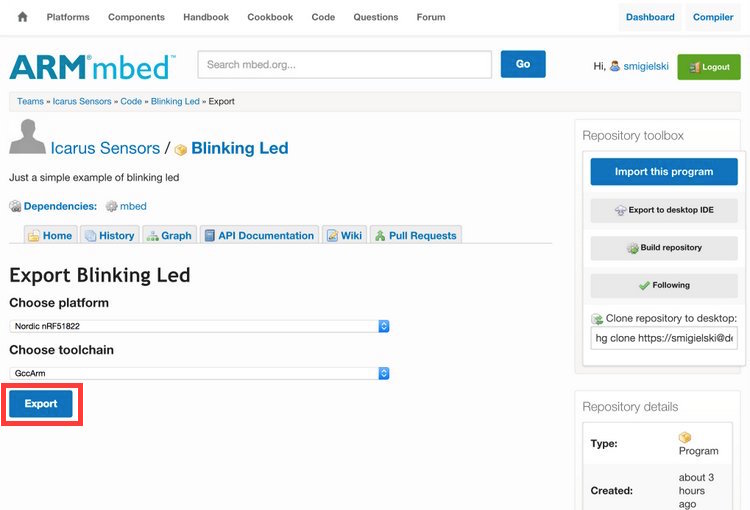 Platforms Components Handbook Cookbook Code Questions Forum Dashboard Compiler
ARM®mbed™ Search mbed.org... Go Hi, smigielski Logout
Teams » Icarus Sensors » Code » Blinking Led » Export
Icarus Sensors / Blinking Led
Just a simple example of blinking led
Dependencies: mbed
Home History Graph API Documentation Wiki Pull Requests
Export Blinking Led
Choose platform
Nordic nRF51822
Choose toolchain
GccArm
Export
Repository toolbox
Import this program
Export to desktop IDE
Build repository
Following
Clone repository to desktop:
hg clone https://smigielski@de
Repository details
Type: Program
Created: about 3
hours
ago